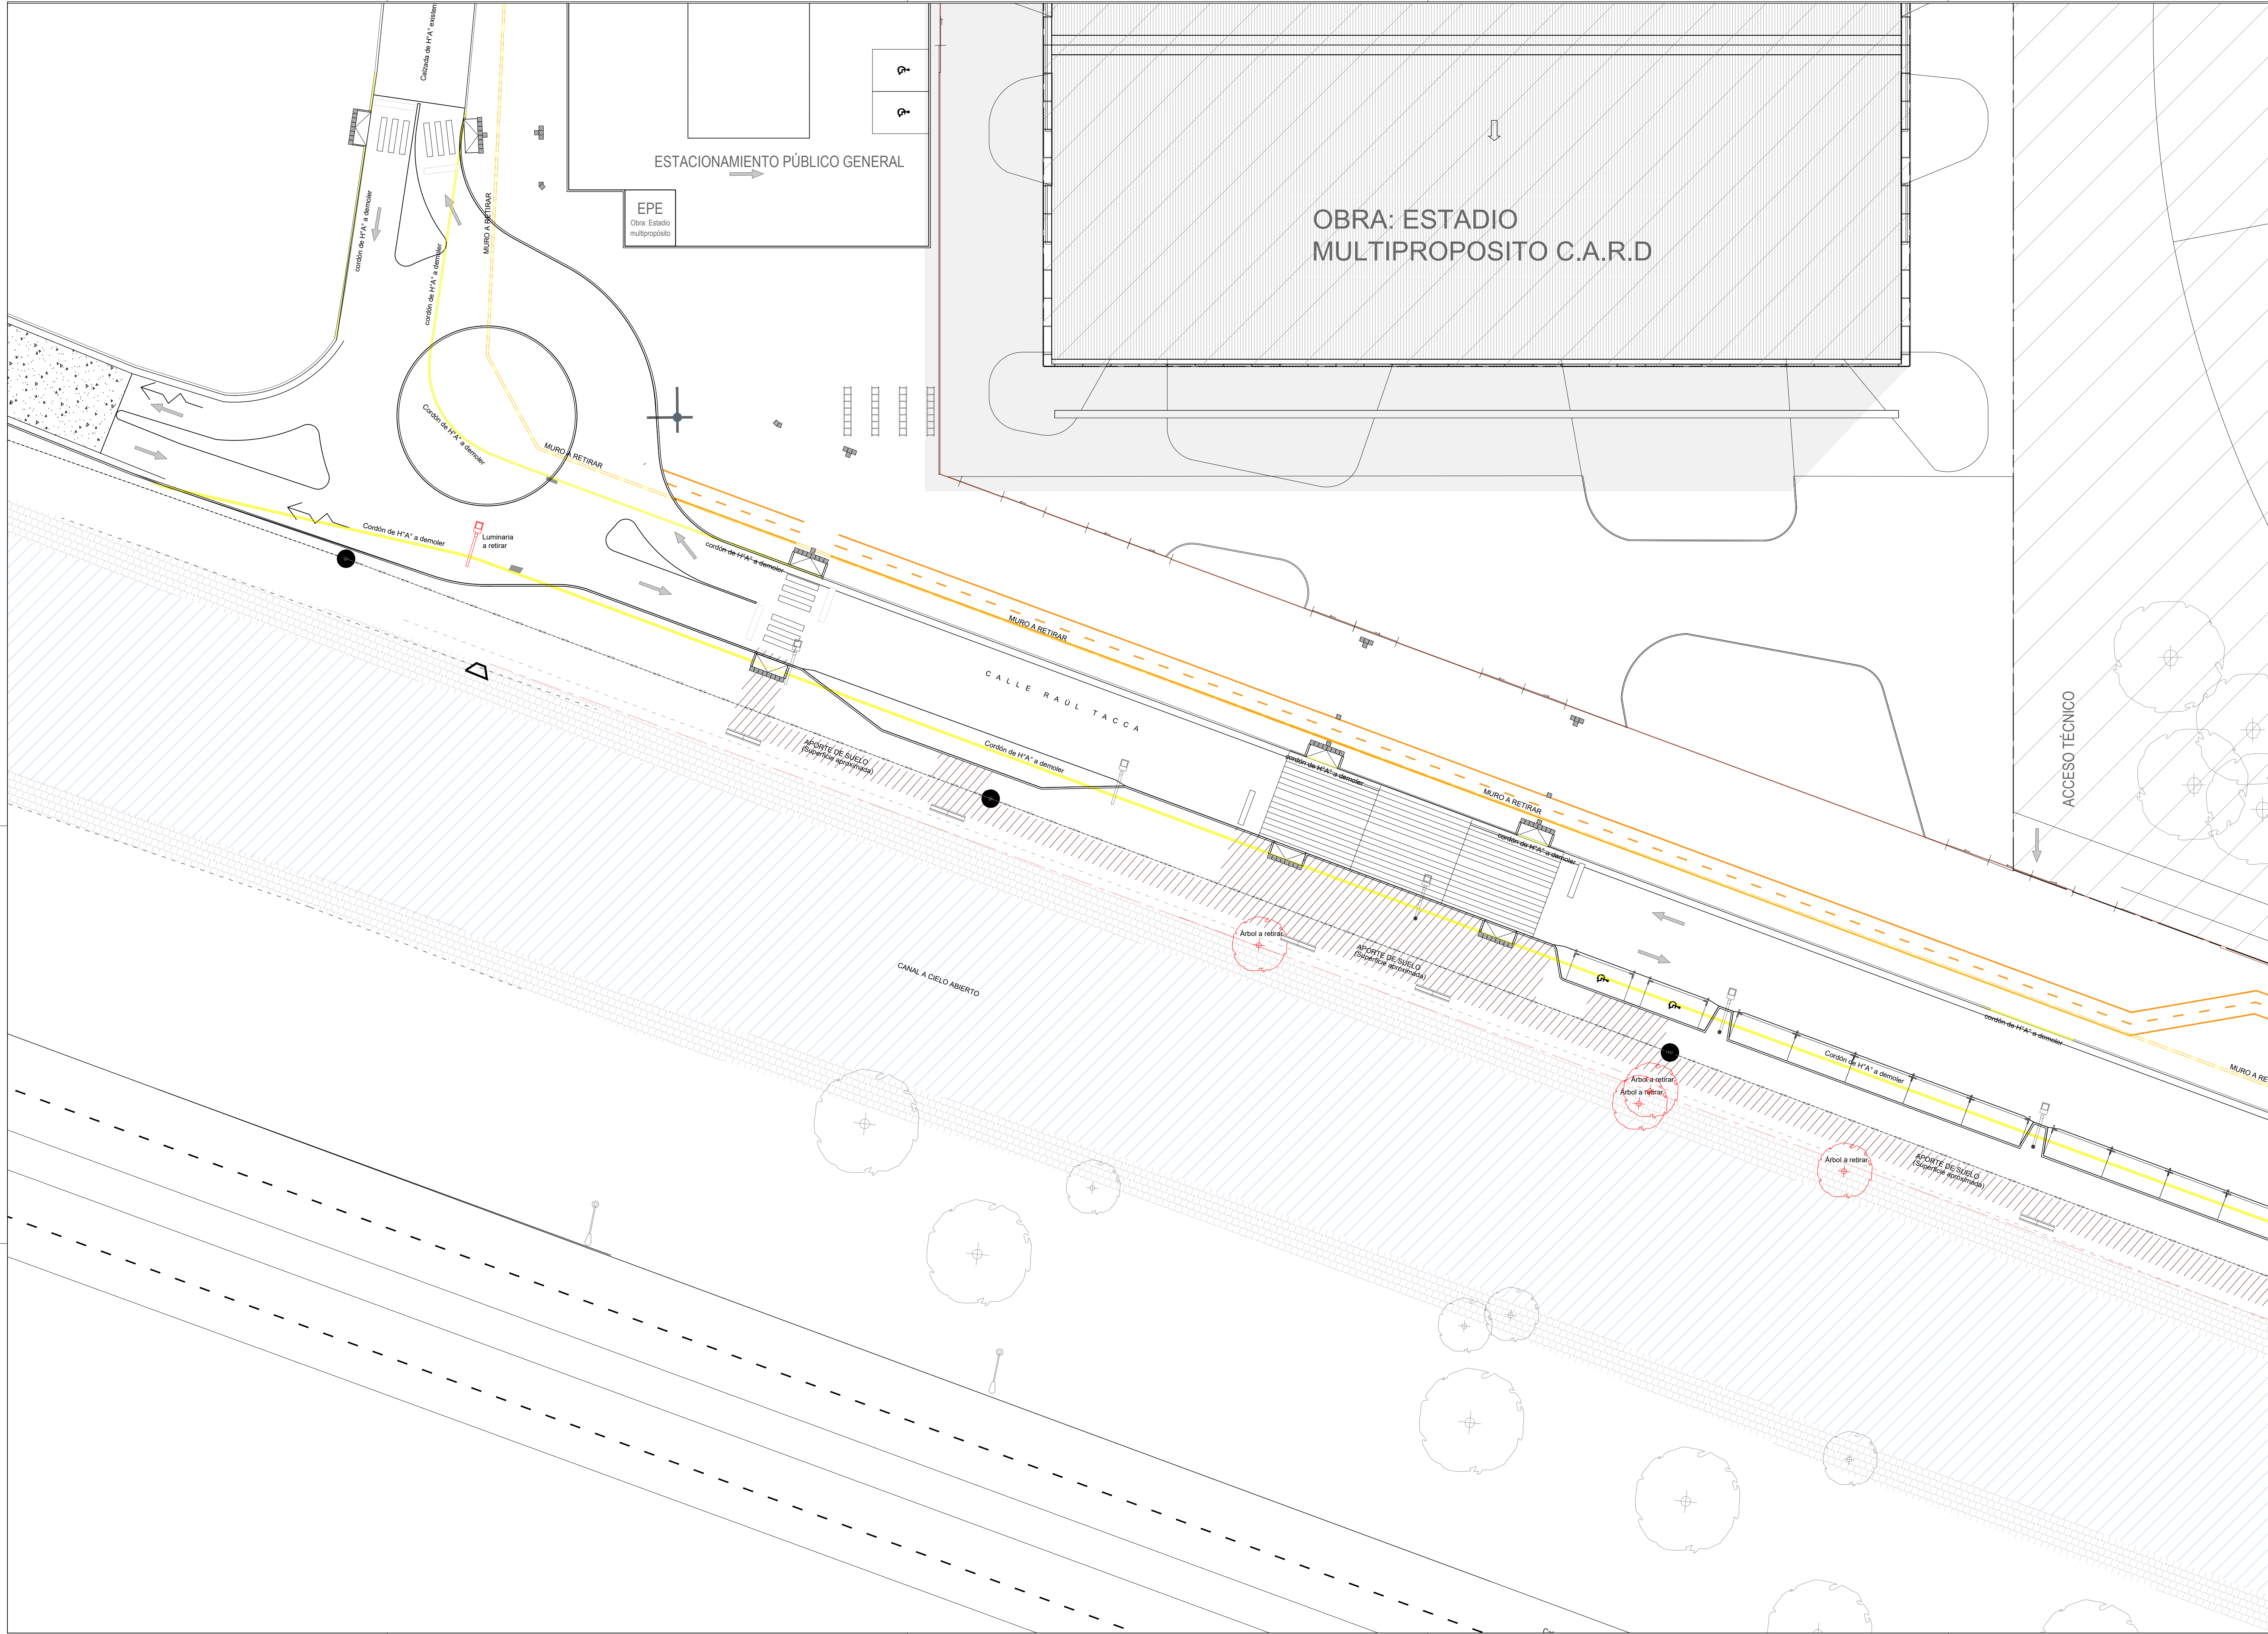 Calzada de H°A°
cordón de H°A° a demoler
cordón de H°A° a demoler
MURO A RETIRAR
ESTACIONAMIENTO PÚBLICO GENERAL
EPE
Obra: Estadio
multipropósito
OBRA: ESTADIO
MULTIPROPOSITO C.A.R.D
Cordón de H°A° a demoler
MURO A RETIRAR
Cordón de H°A° a demoler
Luminaria
a retirar
cordón de H°A° a demoler
MURO A RETIRAR
CALLE RAÚL TACCA
ACCESO TÉCNICO
APORTE DE SUELO
(Superficie aproximada)
Cordón de H°A° a demoler
cordón de H°A° a demoler
MURO A RETIRAR
cordón de H°A° a demoler
Árbol a retirar
APORTE DE SUELO
(Superficie aproximada)
CANAL A CIELO ABIERTO
cordón de H°A° a demoler
Cordón de H°A° a demoler
MURO A
Árbol a retirar
Árbol a retirar
Árbol a retirar
APORTE DE SUELO
(Superficie aproximada)